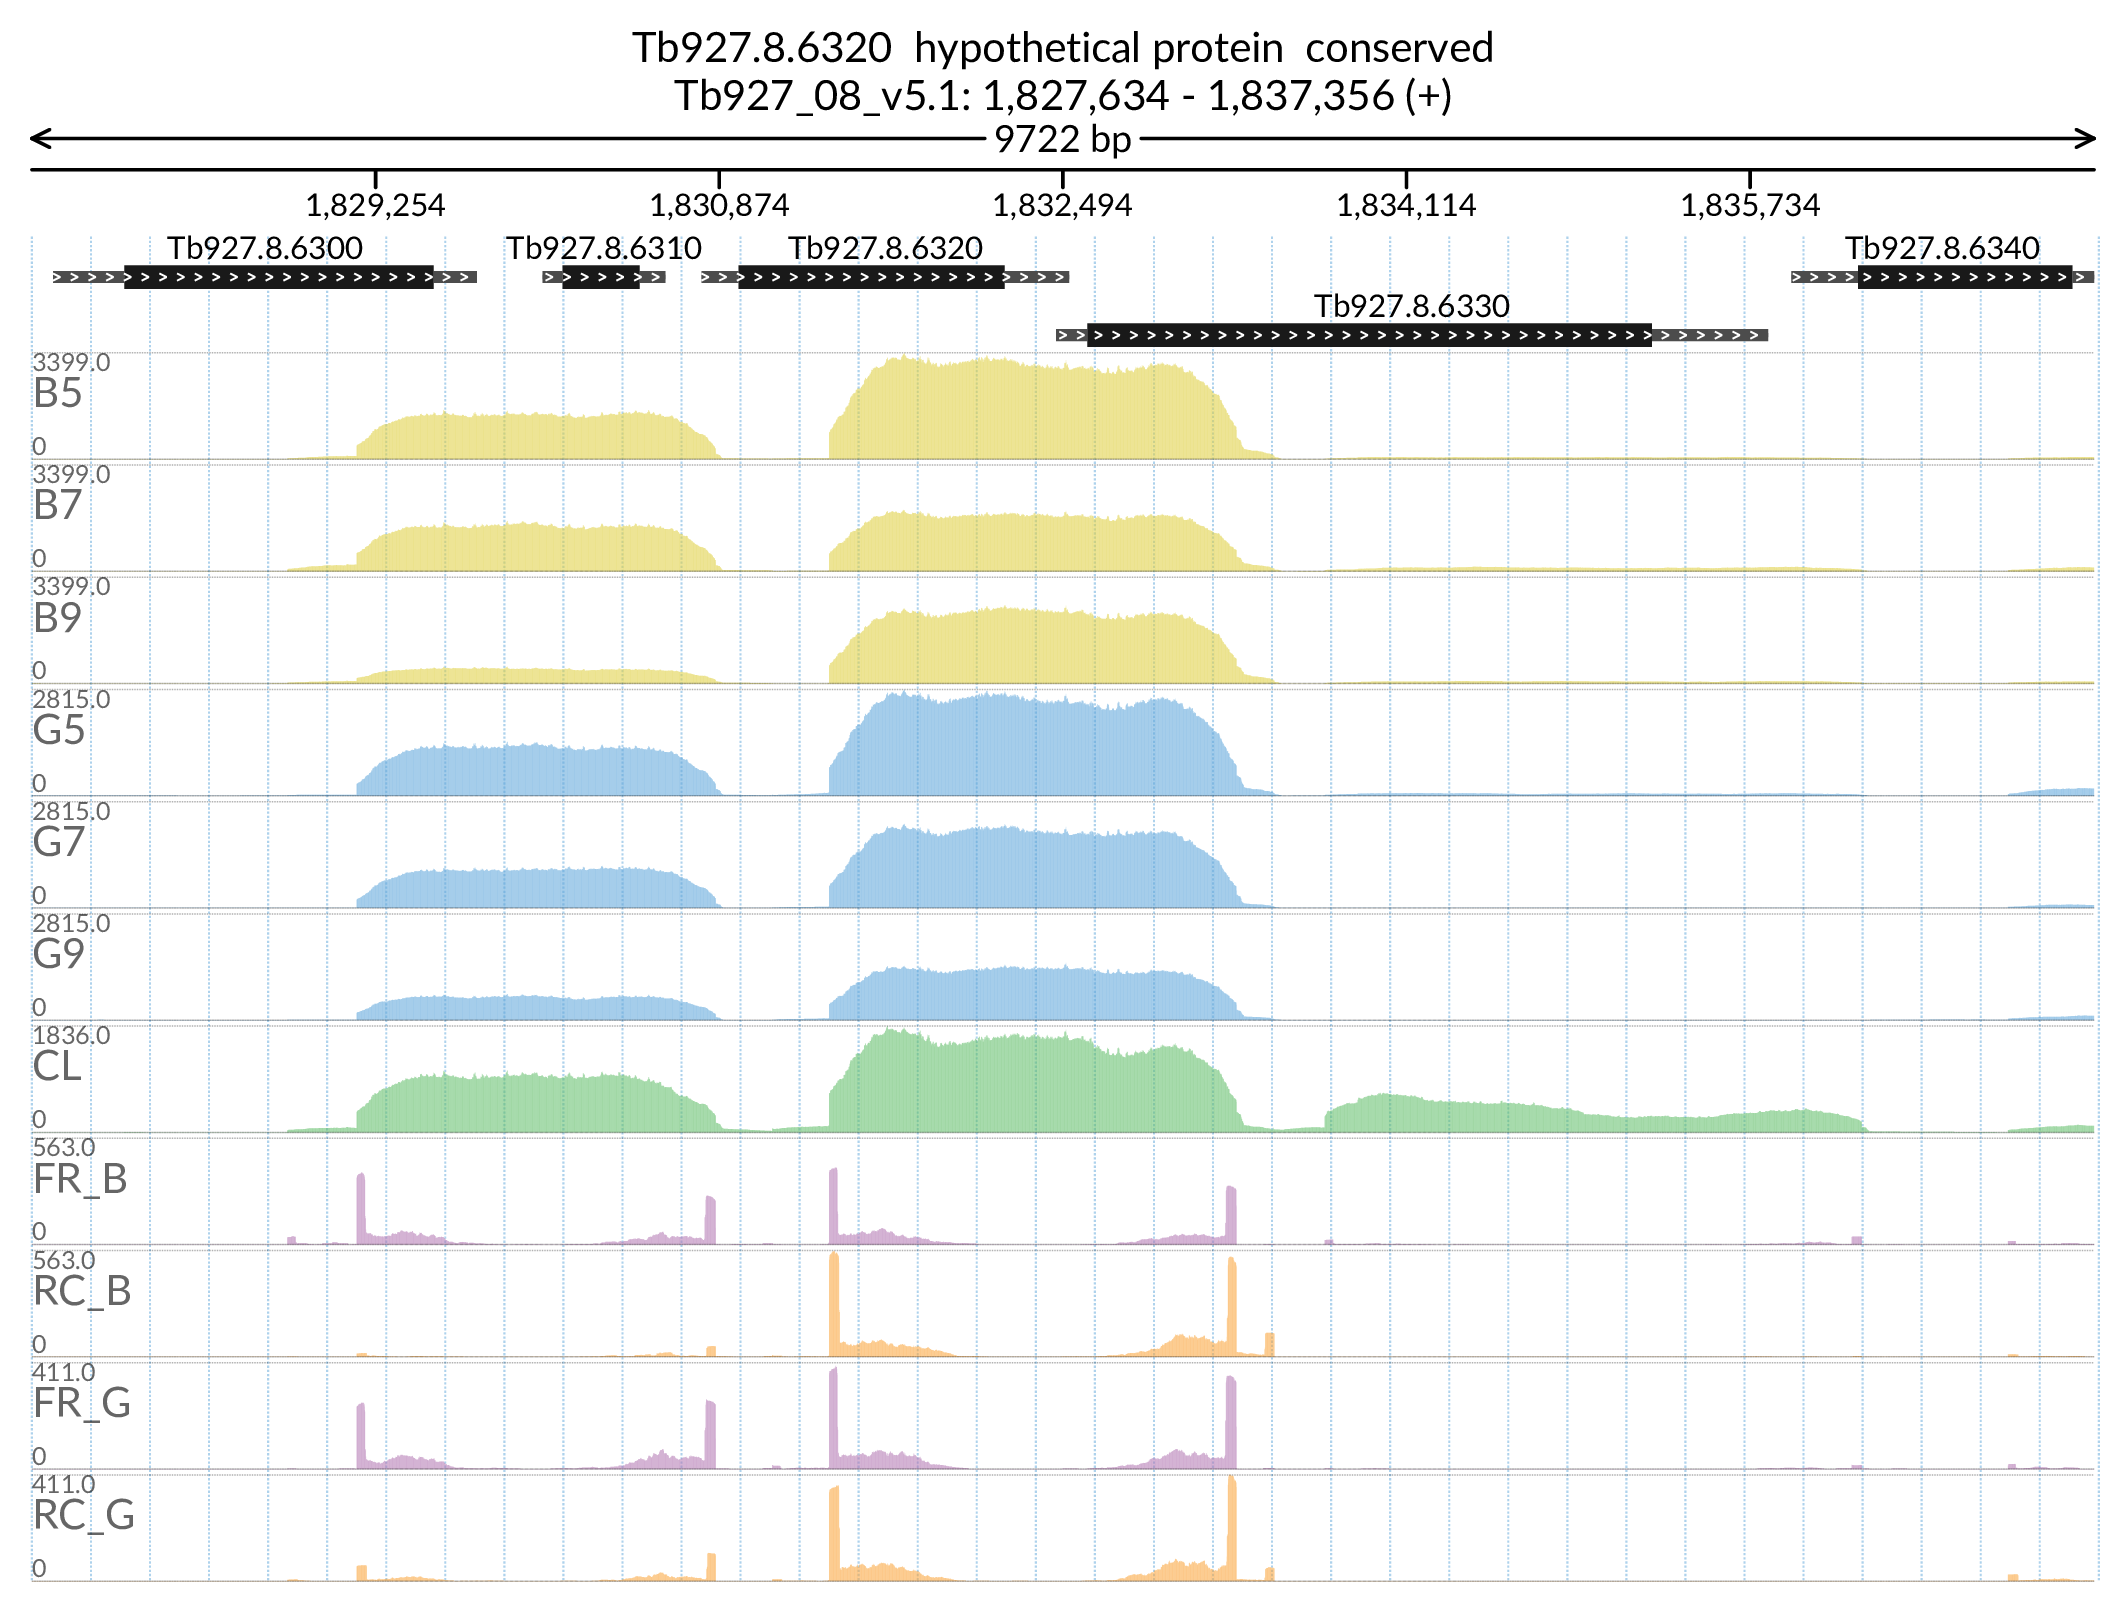 Tb927.8.6320  hypothetical protein  conserved
Tb927_08_v5.1: 1,827,634 - 1,837,356 (+)
9722 bp
1,829,254 1,830,874 1,832,494 1,834,114 1,835,734
Tb927.8.6300 Tb927.8.6310 Tb927.8.6320 Tb927.8.6340
Tb927.8.6330
3399.0
B5
0
3399.0
B7
0
3399.0
B9
0
2815.0
G5
0
2815.0
G7
0
2815.0
G9
0
1836.0
CL
0
563.0
FR_B
0
563.0
RC_B
0
411.0
FR_G
0
411.0
RC_G
0